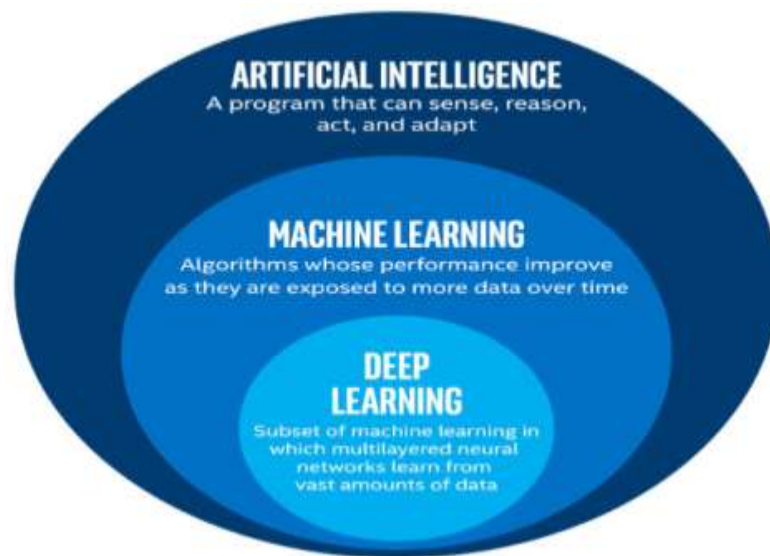 ARTIFICIAL INTELLIGENCE
A program that can sense, reason,
act, and adapt
MACHINE LEARNING
Algorithms whose performance improve
as they are exposed to more data over time
DEEP
LEARNING
Subset of machine learning in
which multilayered neural
networks learn from
vast amounts of data